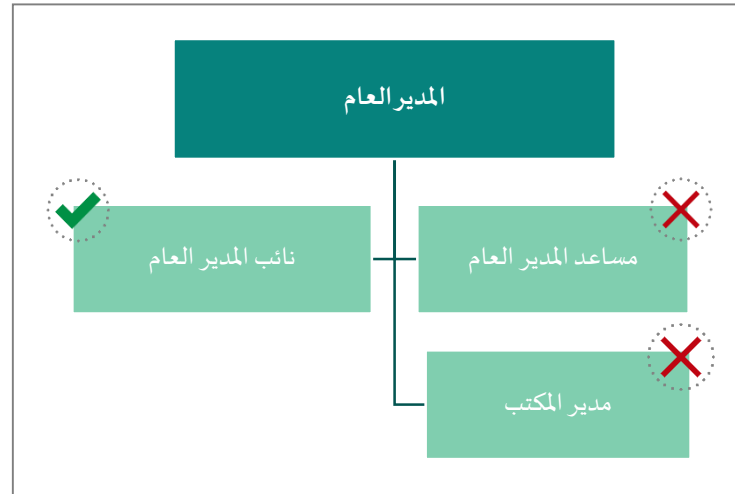 المدير العام
مساعد المدير العام
نائب المدير العام
مدير المكتب